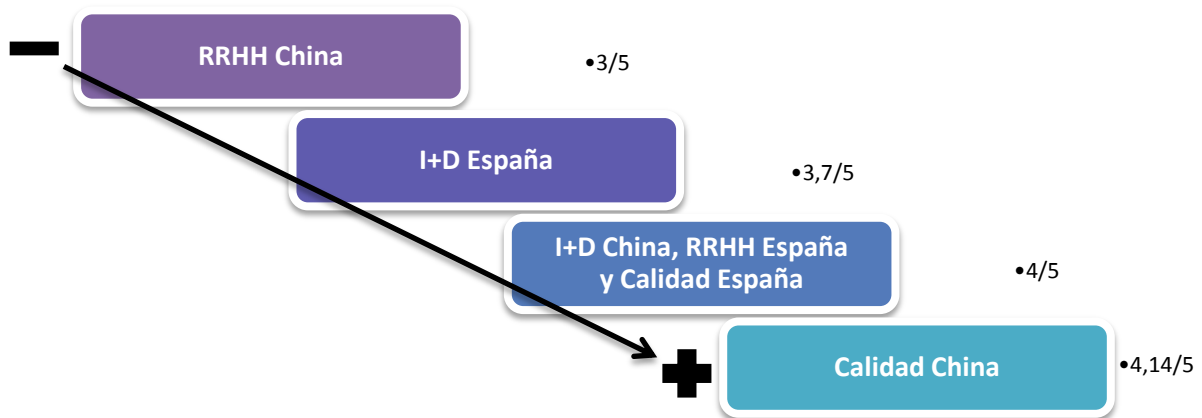 RRHH China
•3/5
I+D España
•3,7/5
I+D China, RRHH España
y Calidad España
•4/5
Calidad China
•4,14/5